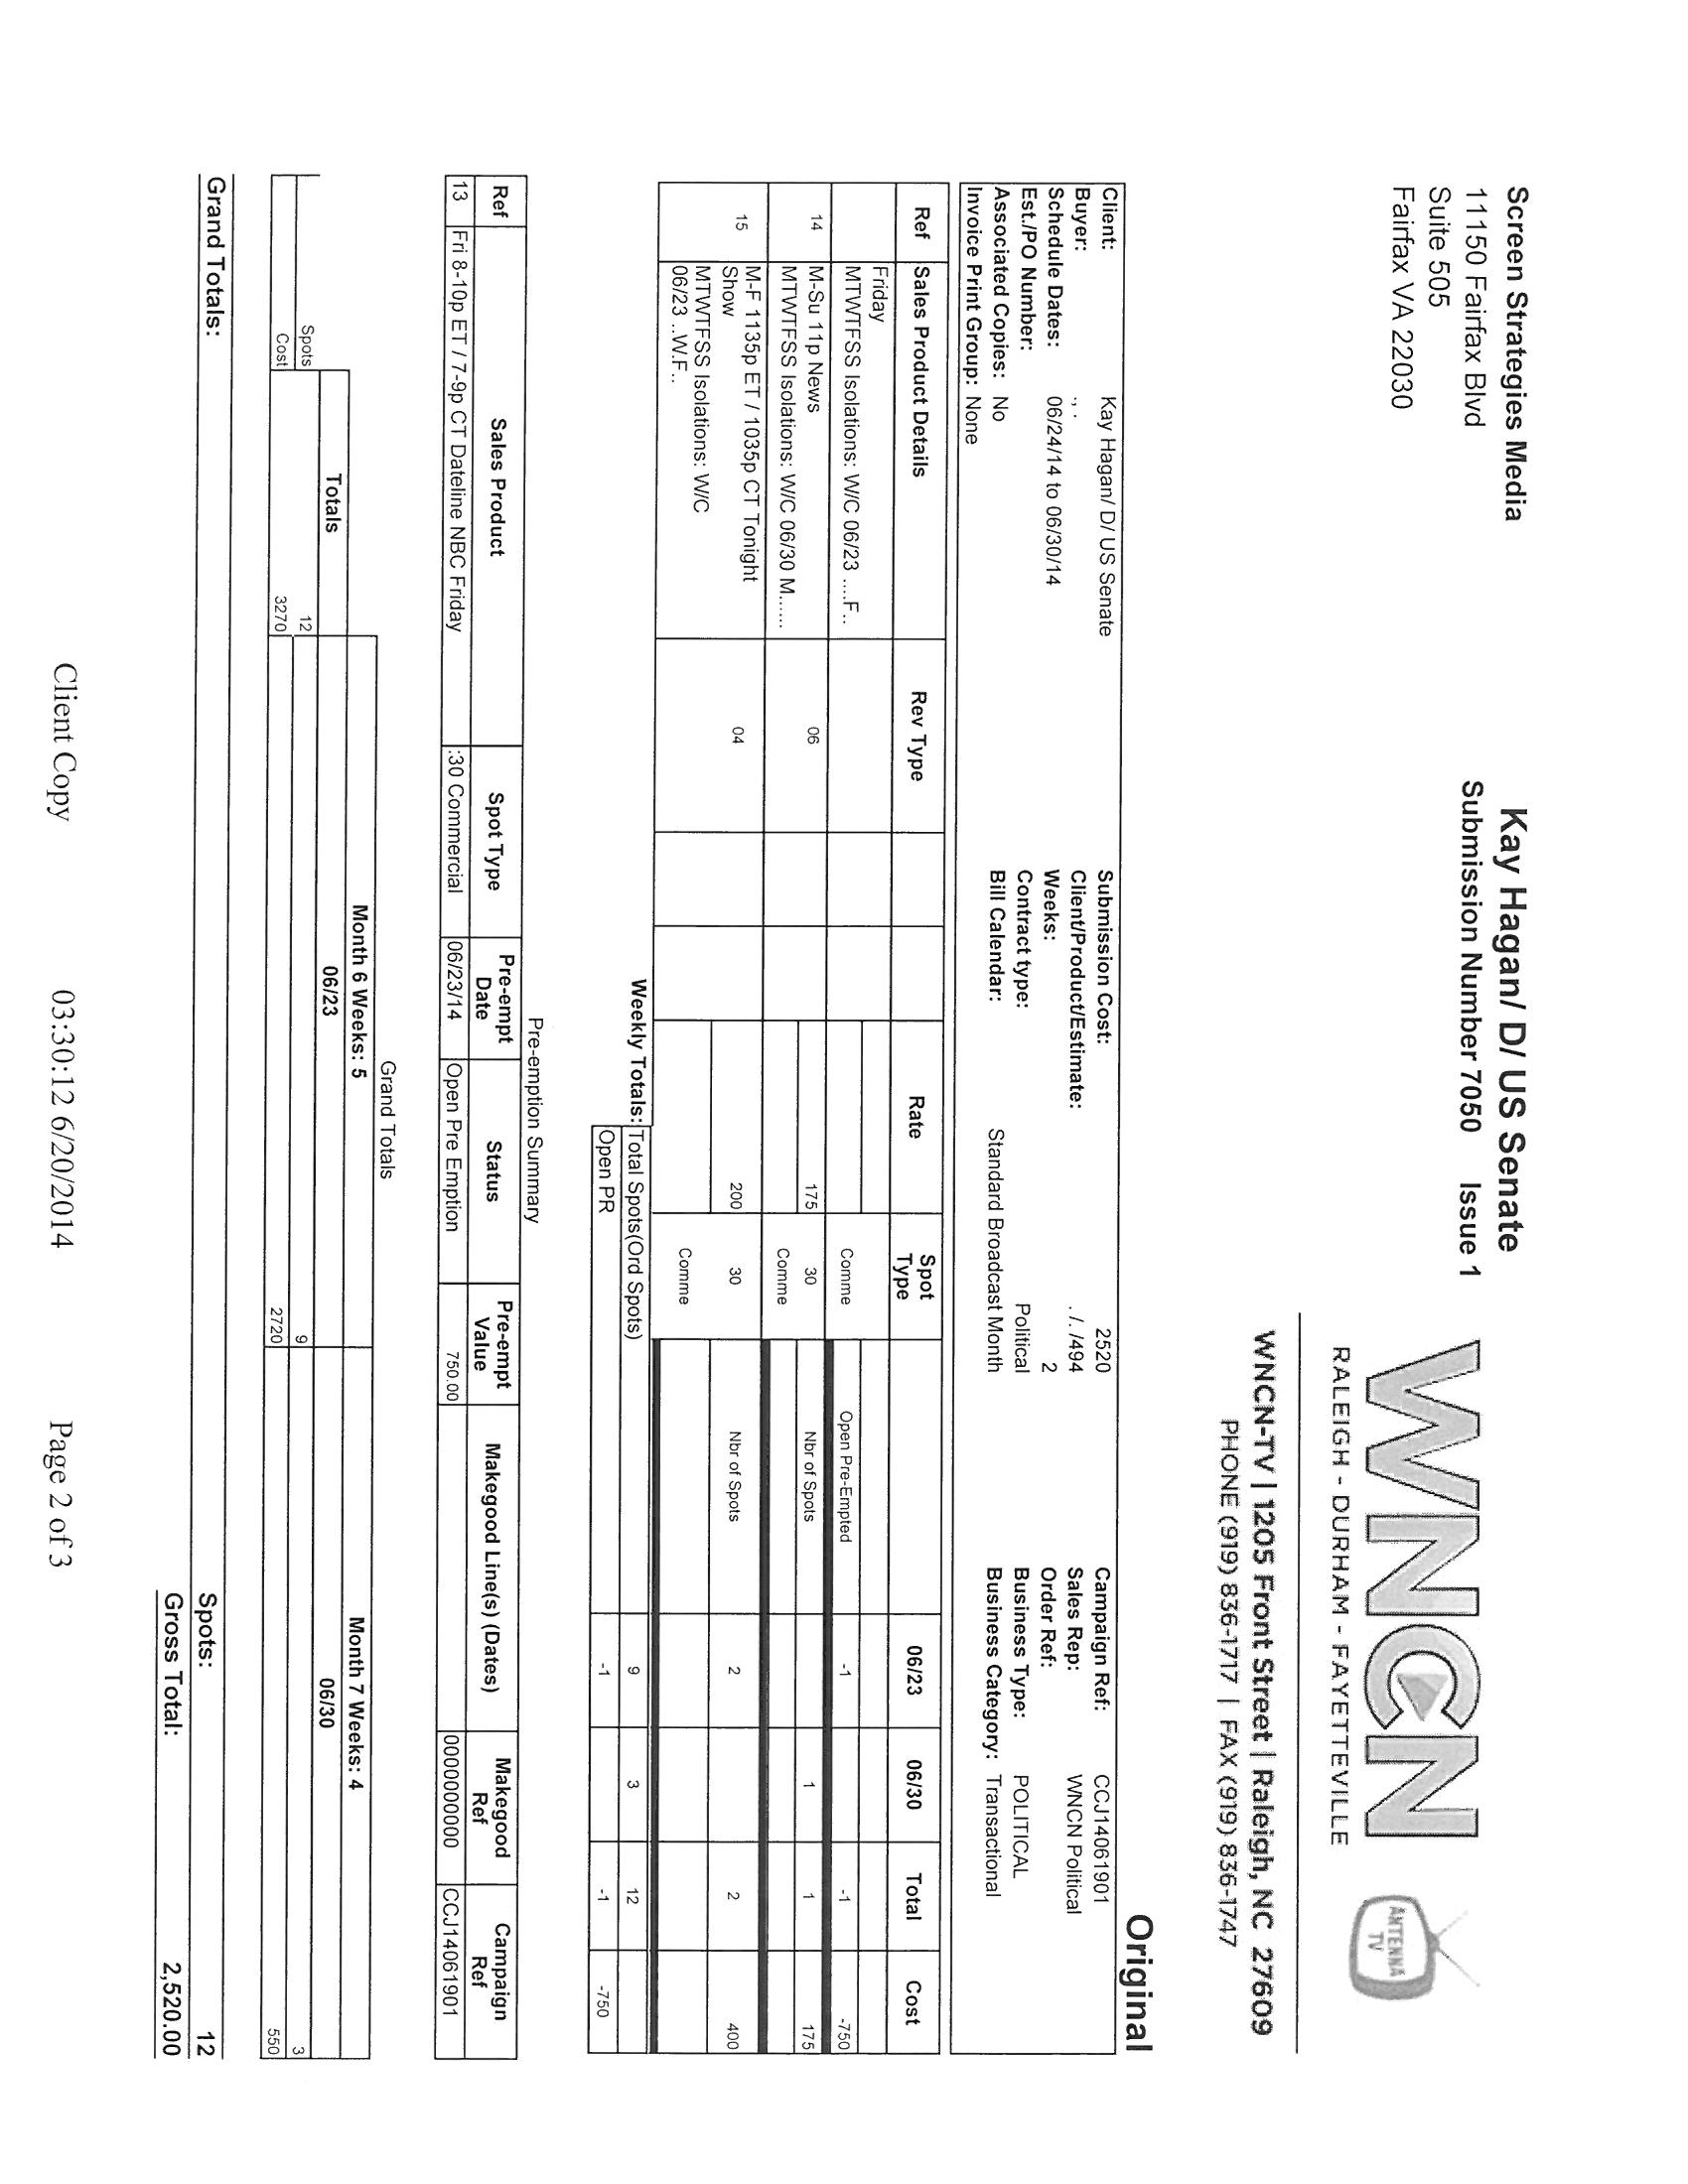 Screen Strategies Media
11150 Fairfax Blvd
Suite 505
Fairfax VA 22030
Kay Hagan/ D/ US Senate
Submission Number 7050 Issue 1
WNCN
RALEIGH - DURHAM - FAYETTEVILLE
ANTENNA
TV
WNCN-TV | 1205 Front Street | Raleigh, NC 27609
PHONE (919) 836-1717 | FAX (919) 836-1747
Original
Client: Kay Hagan/ D/ US Senate Submission Cost: 2520 Campaign Ref: CCJ14061901
Buyer: ., . Client/Product/Estimate: . /. /494 Sales Rep: WNCN Political
Schedule Dates: 06/24/14 to 06/30/14 Weeks: 2 Order Ref:
Est./PO Number: Contract type: Political Business Type: POLITICAL
Associated Copies: No Bill Calendar: Standard Broadcast Month Business Category: Transactional
Invoice Print Group: None
Ref Sales Product Details Rev Type Rate Spot Type 06/23 06/30 Total Cost
Friday
MTWTFSS Isolations: W/C 06/23 ....F.. Comme Open Pre-Empted -1 -1 -750
14 M-Su 11p News 06 175 30 Nbr of Spots 1 1 175
MTWTFSS Isolations: W/C 06/30 M...... Comme
15 M-F 1135p ET / 1035p CT Tonight 04 200 30 Nbr of Spots 2 2 400
Show
MTWTFSS Isolations: W/C Comme
06/23 ..W.F..
Weekly Totals: Total Spots(Ord Spots) 9 3 12
Open PR -1 -1 -750
Pre-emption Summary
Ref Sales Product Spot Type Pre-empt Date Status Pre-empt Value Makegood Line(s) (Dates) Makegood Ref Campaign Ref
13 Fri 8-10p ET / 7-9p CT Dateline NBC Friday :30 Commercial 06/23/14 Open Pre Emption 750.00 0000000000 CCJ14061901
Grand Totals
Month 6 Weeks: 5 Month 7 Weeks: 4
Totals 06/23 06/30
Spots 12 9 3
Cost 3270 2720 550
Grand Totals: Spots: 12
Gross Total: 2,520.00
Client Copy 03:30:12 6/20/2014 Page 2 of 3